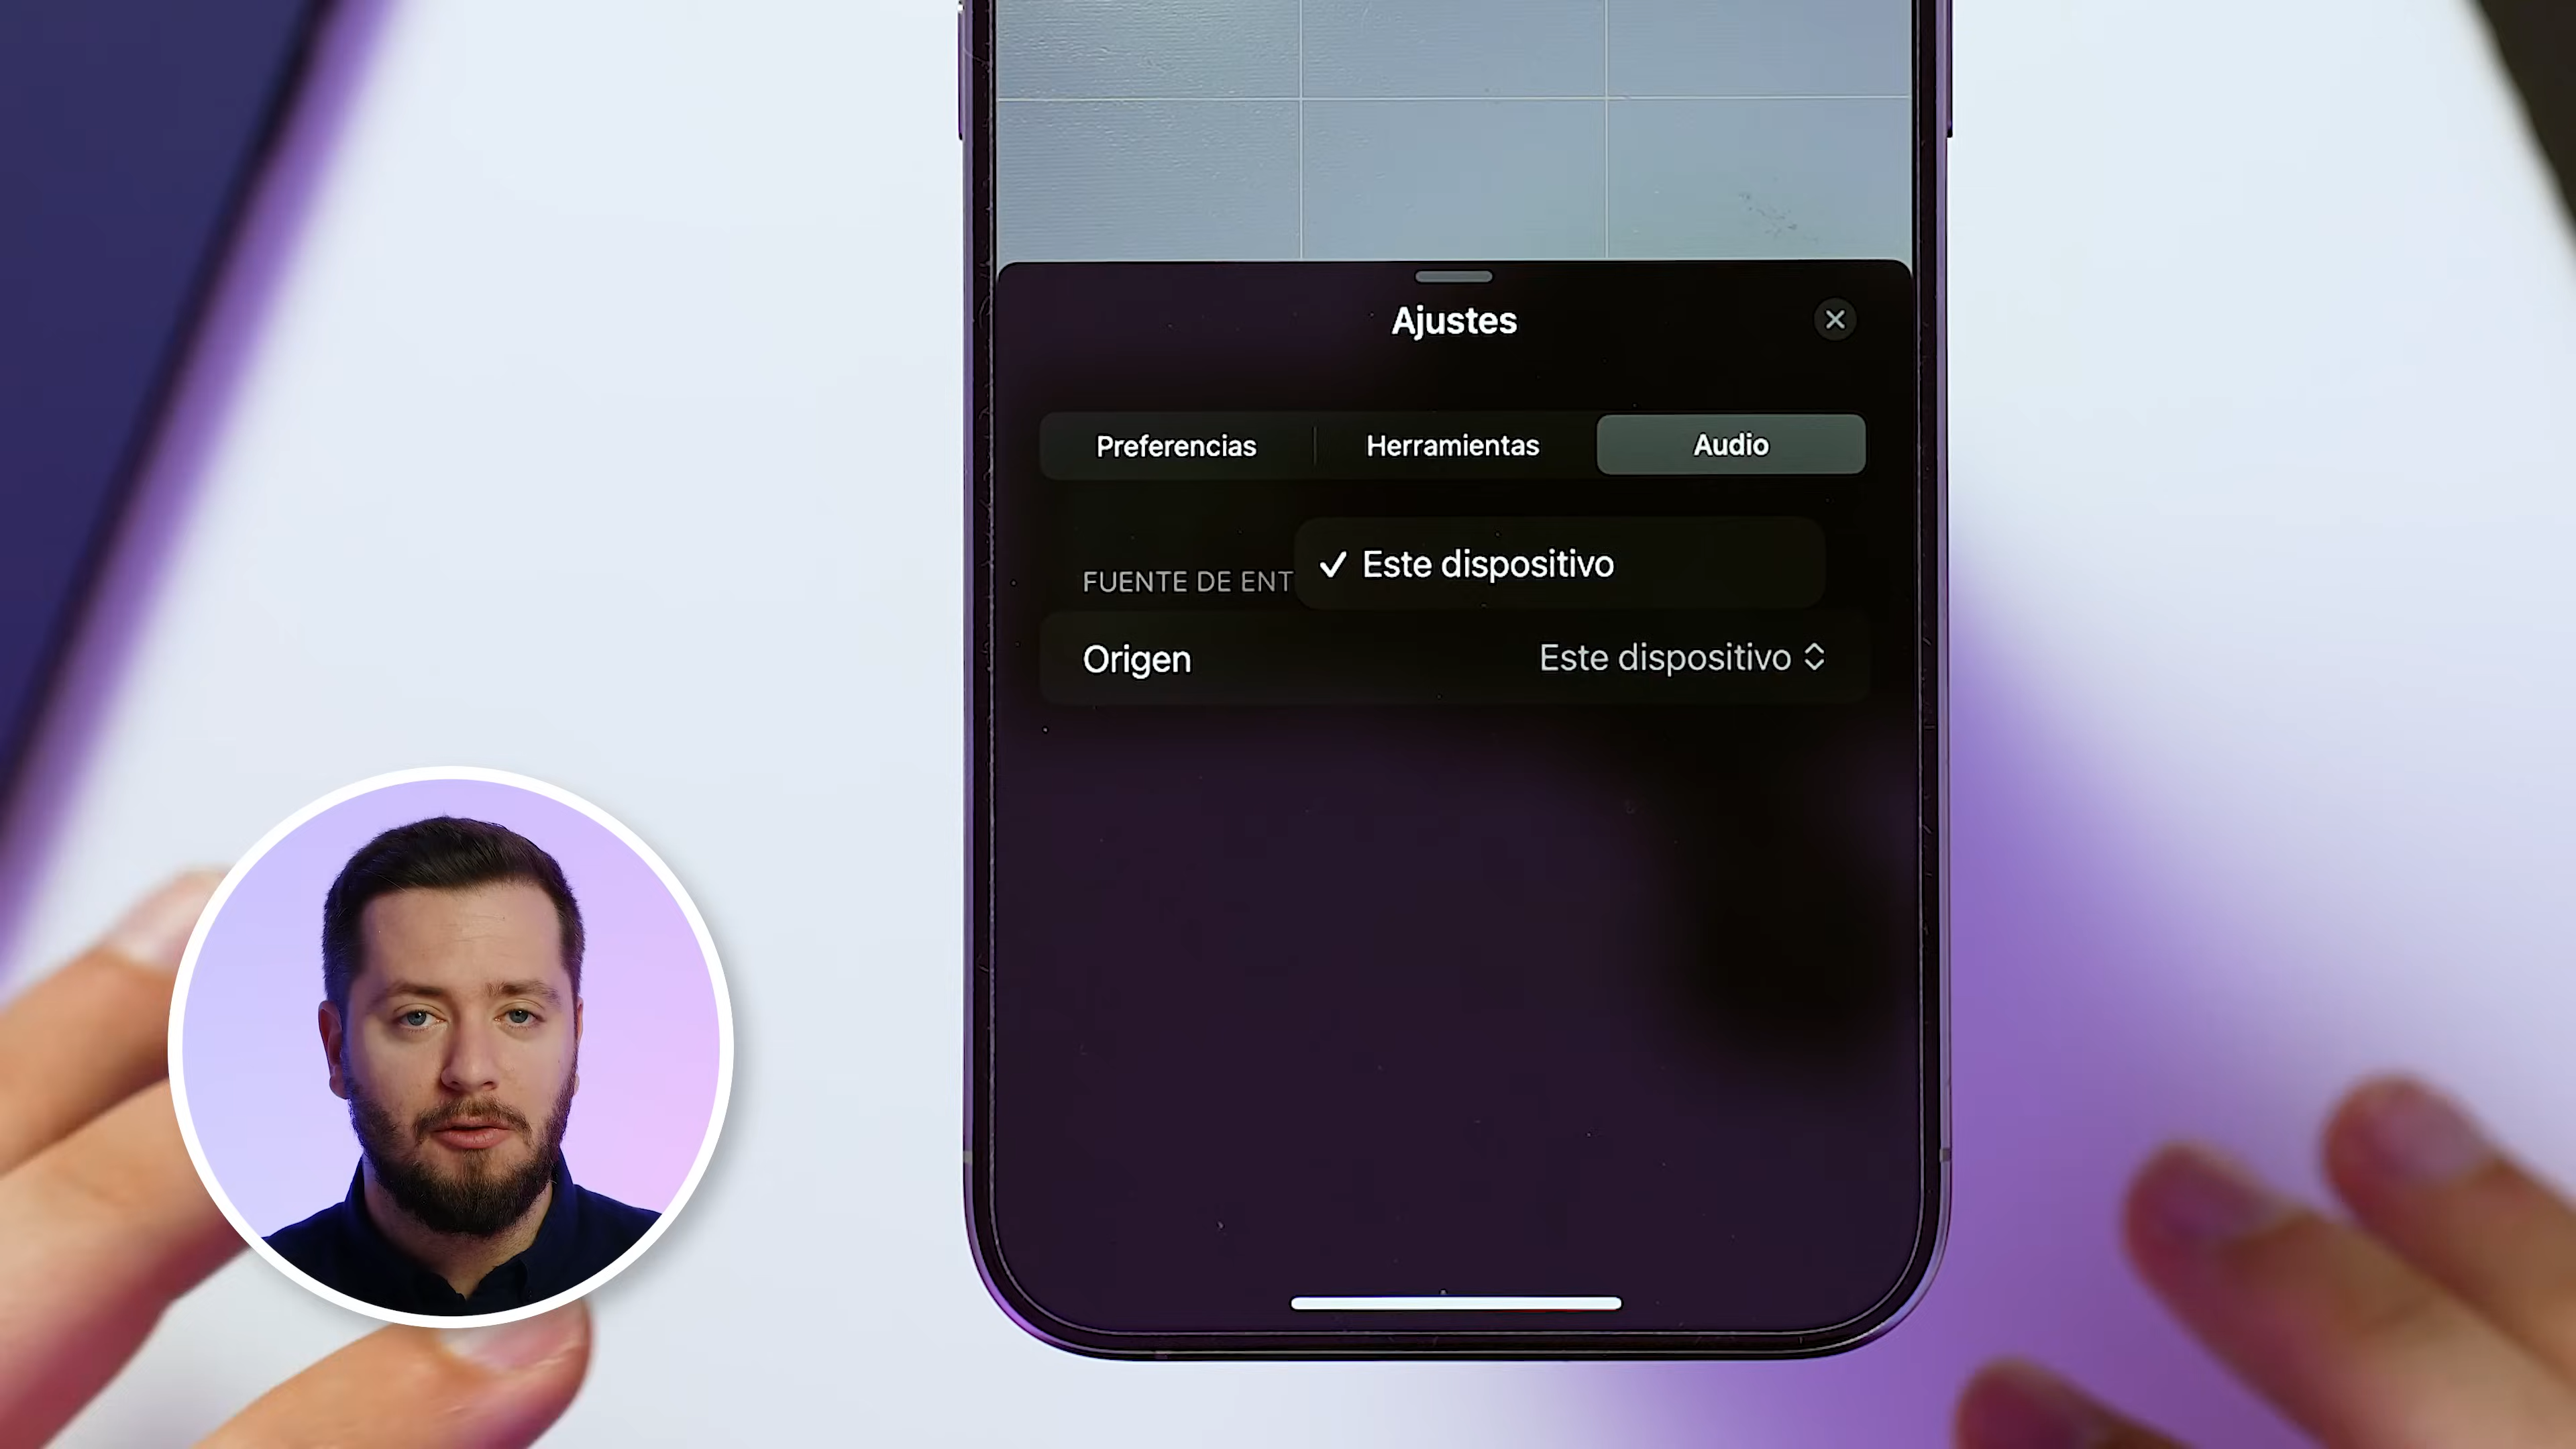 Ajustes
Preferencias Herramientas Audio
✓ Este dispositivo
FUENTE DE ENT
Origen Este dispositivo